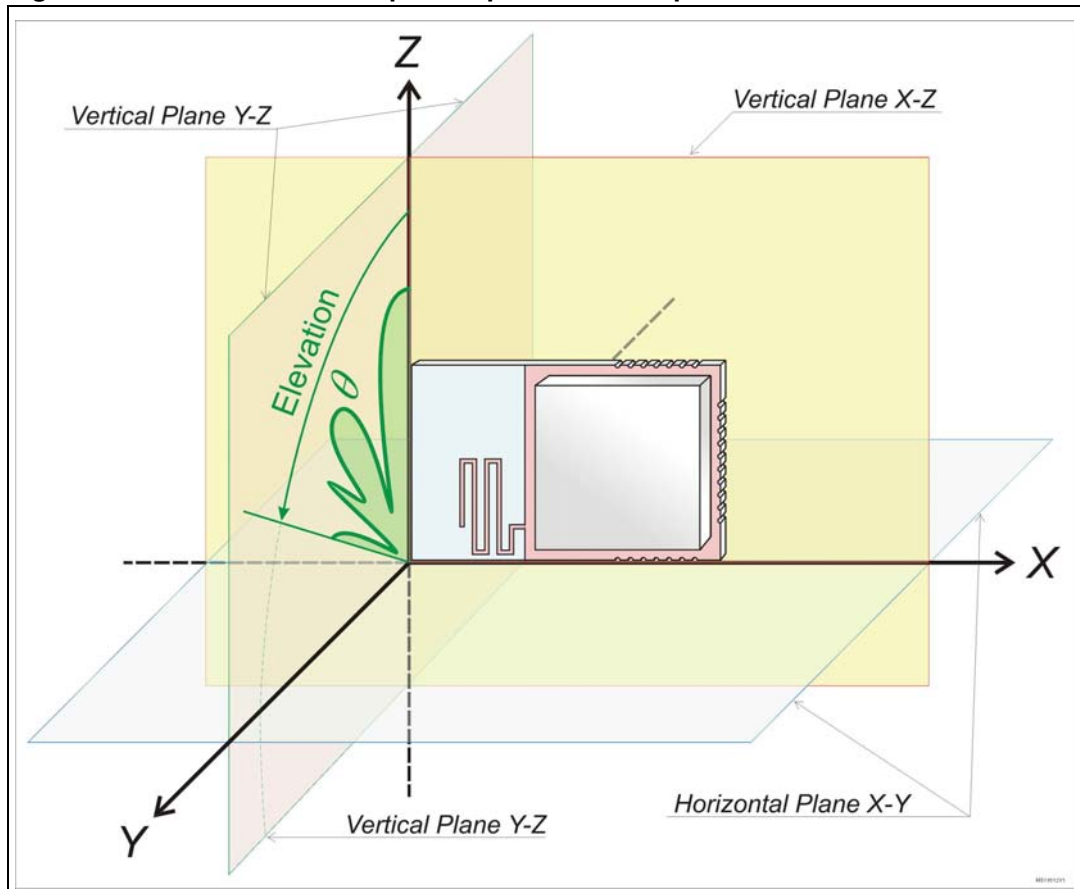 Z
Vertical Plane Y-Z
Vertical Plane X-Z
Elevation
θ
X
Y
Vertical Plane Y-Z
Horizontal Plane X-Y